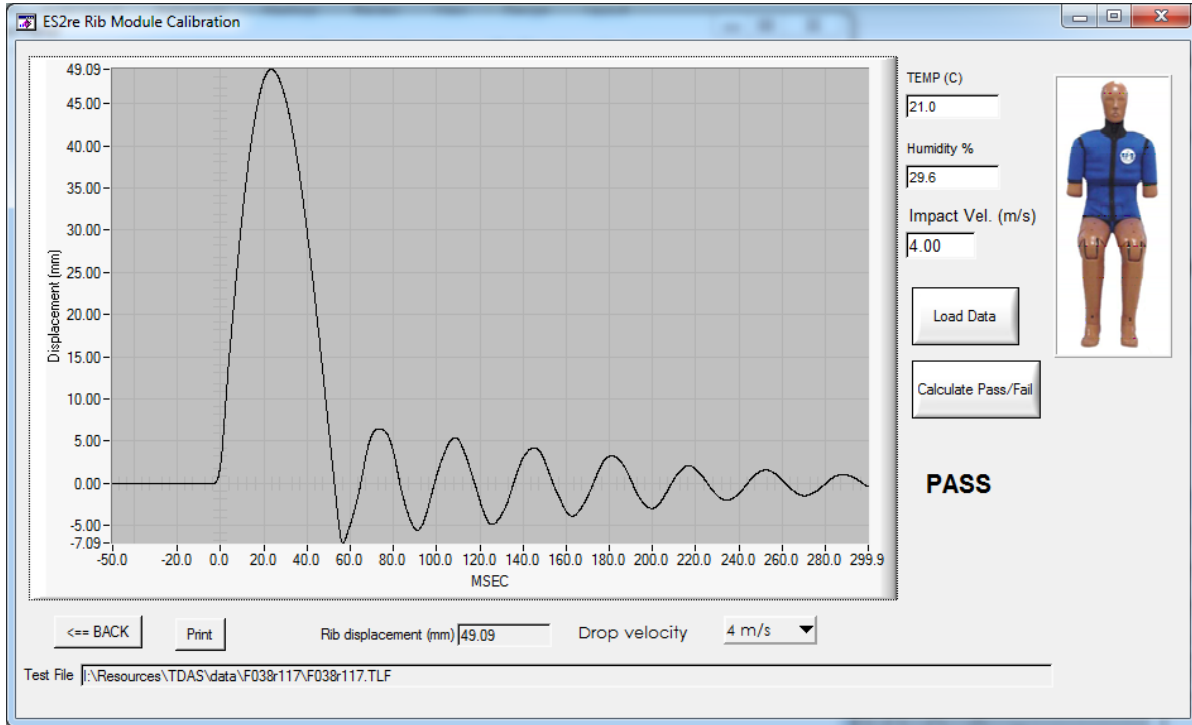 ES2re Rib Module Calibration
49.09
45.00
40.00
35.00
30.00
25.00
20.00
15.00
10.00
5.00
0.00
-5.00
-7.09
Displacement (mm)
-50.0 -20.0 0.0 20.0 40.0 60.0 80.0 100.0 120.0 140.0 160.0 180.0 200.0 220.0 240.0 260.0 280.0 299.9
MSEC
TEMP (C)
21.0
Humidity %
29.6
Impact Vel. (m/s)
4.00
Load Data
Calculate Pass/Fail
PASS
<== BACK
Print
Rib displacement (mm) 49.09
Drop velocity 4 m/s
Test File I:\Resources\TDAS\data\F038r117\F038r117.TLF